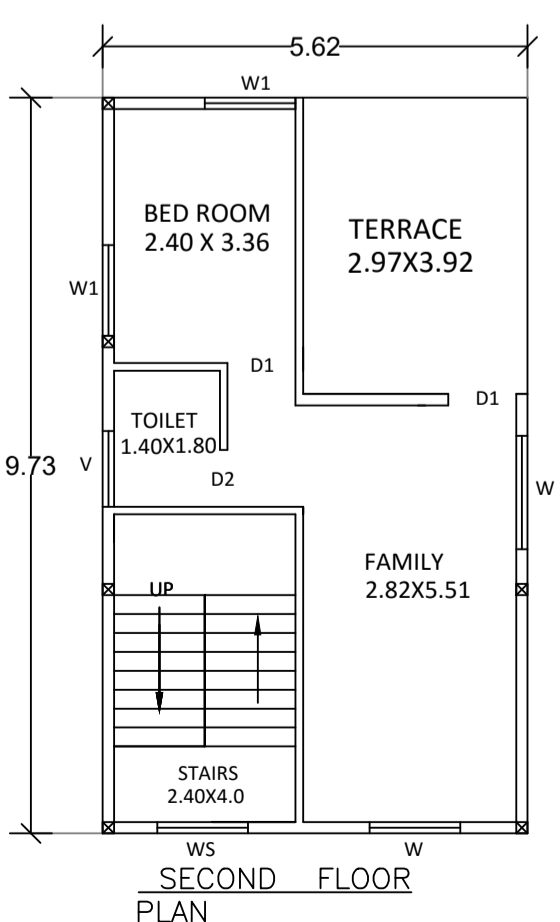 5.62
W1
BED ROOM
2.40 X 3.36
TERRACE
2.97X3.92
W1
D1
D1
TOILET
1.40X1.80
9.73
V
D2
W
FAMILY
2.82X5.51
UP
STAIRS
2.40X4.0
WS
W
SECOND FLOOR
PLAN